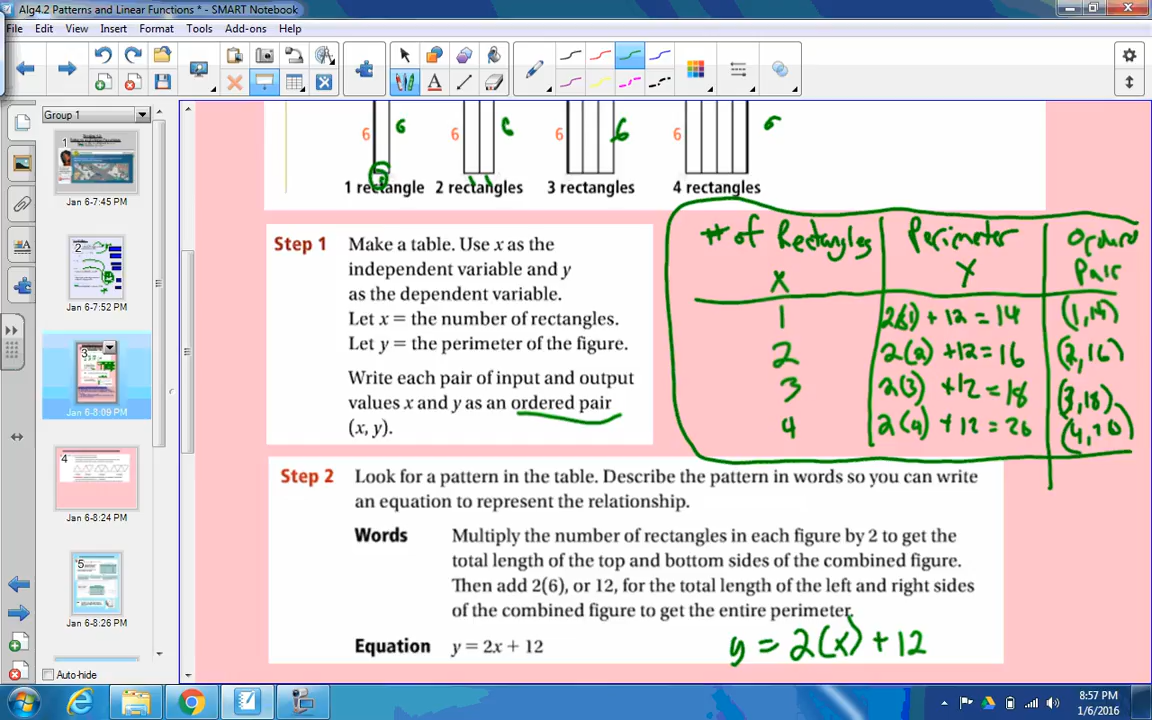 Alg4.2 Patterns and Linear Functions * - SMART Notebook
File Edit View Insert Format Tools Add-ons Help
Group 1
1
Jan 6-7:45 PM
2
Jan 6-7:52 PM
3
Jan 6-8:09 PM
4
Jan 6-8:24 PM
5
Jan 6-8:26 PM
Auto-hide
6 6 6 6 6 6 6 6
1 rectangle 2 rectangles 3 rectangles 4 rectangles
Step 1 Make a table. Use x as the
independent variable and y
as the dependent variable.
Let x = the number of rectangles.
Let y = the perimeter of the figure.
Write each pair of input and output
values x and y as an ordered pair
(x, y).
# of Rectangles Perimeter Ordered
X Y Pair
1 2(1) + 12 = 14 (1,14)
2 2(2) +12=16 (2,16)
3 2(3) +12=18 (3,18)
4 2(4) +12=20 (4,20)
Step 2 Look for a pattern in the table. Describe the pattern in words so you can write
an equation to represent the relationship.
Words Multiply the number of rectangles in each figure by 2 to get the
total length of the top and bottom sides of the combined figure.
Then add 2(6), or 12, for the total length of the left and right sides
of the combined figure to get the entire perimeter.
Equation y = 2x + 12
y = 2(x) + 12
8:57 PM
1/6/2016